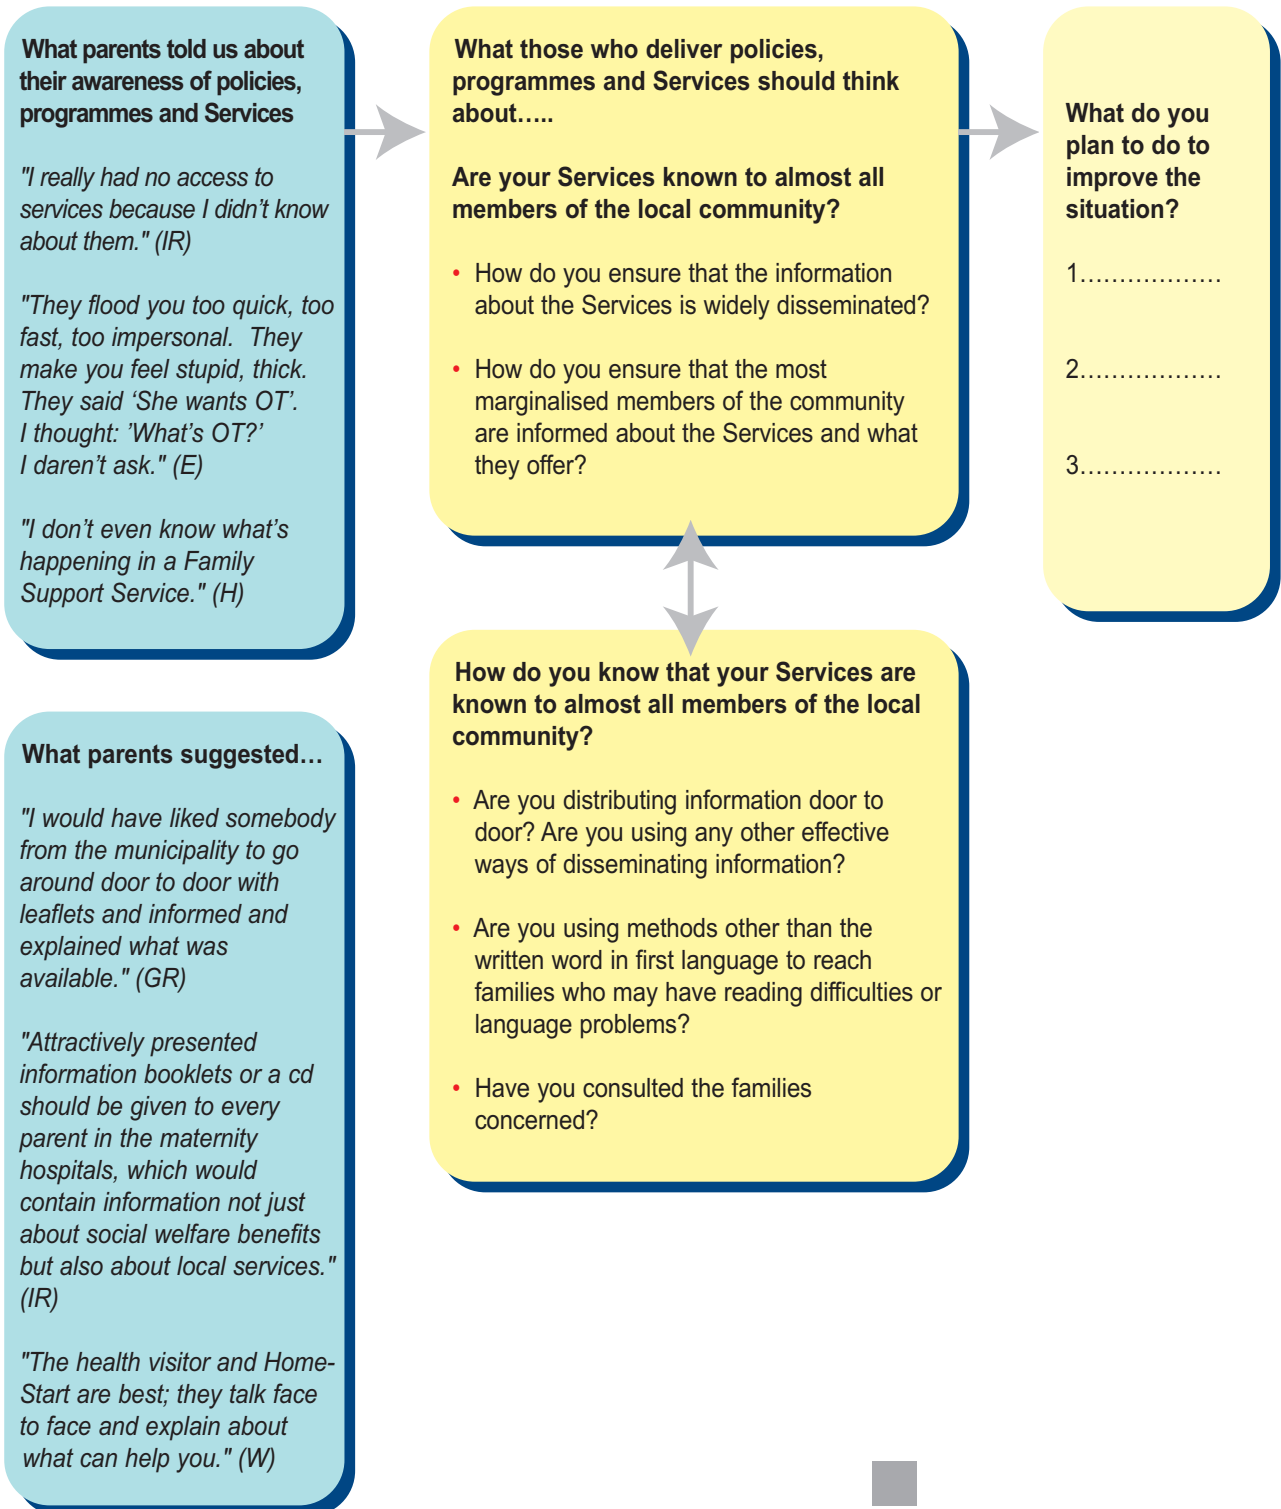 What parents told us about
their awareness of policies,
programmes and Services
"I really had no access to
services because I didn’t know
about them." (IR)
"They flood you too quick, too
fast, too impersonal. They
make you feel stupid, thick.
They said ‘She wants OT’.
I thought: ’What’s OT?’
I daren’t ask." (E)
"I don’t even know what’s
happening in a Family
Support Service." (H)
What parents suggested…
"I would have liked somebody
from the municipality to go
around door to door with
leaflets and informed and
explained what was
available." (GR)
"Attractively presented
information booklets or a cd
should be given to every
parent in the maternity
hospitals, which would
contain information not just
about social welfare benefits
but also about local services."
(IR)
"The health visitor and Home-
Start are best; they talk face
to face and explain about
what can help you." (W)
What those who deliver policies,
programmes and Services should think
about…..
Are your Services known to almost all
members of the local community?
• How do you ensure that the information
about the Services is widely disseminated?
• How do you ensure that the most
marginalised members of the community
are informed about the Services and what
they offer?
How do you know that your Services are
known to almost all members of the local
community?
• Are you distributing information door to
door? Are you using any other effective
ways of disseminating information?
• Are you using methods other than the
written word in first language to reach
families who may have reading difficulties or
language problems?
• Have you consulted the families
concerned?
What do you
plan to do to
improve the
situation?
1………………
2………………
3………………